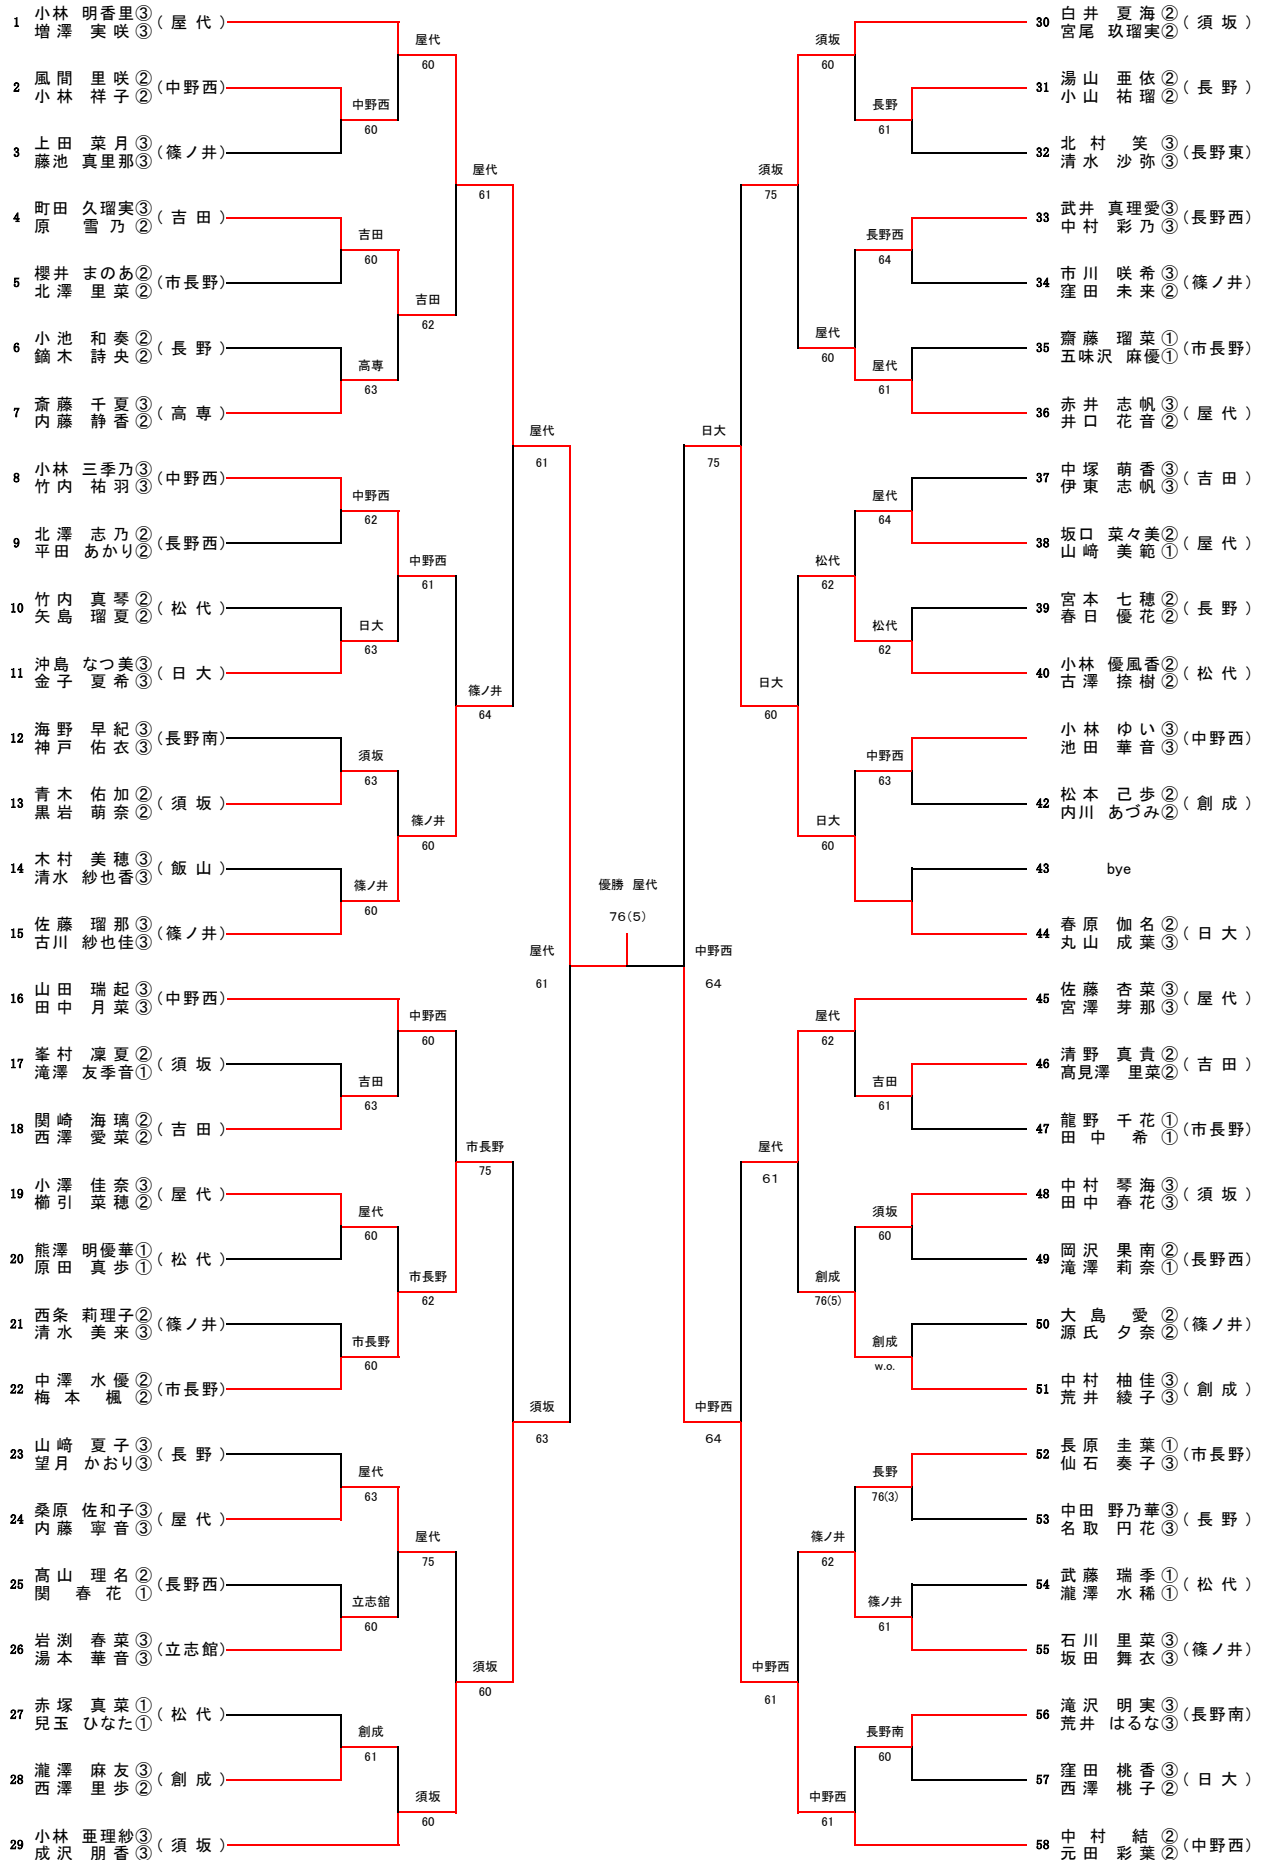 1 小林 明香里③ 増澤 実咲③ (屋代)
2 風間 里咲② 小林 祥子② (中野西)
3 上田 菜月③ 藤池 真里那③ (篠ノ井)
4 町田 久瑠実③ 原 雪乃② (吉田)
5 櫻井 まのあ② 北澤 里菜② (市長野)
6 小池 和奏② 鏑木 詩央② (長野)
7 斎藤 千夏③ 内藤 静香② (高専)
8 小林 三季乃③ 竹内 祐羽③ (中野西)
9 北澤 志乃② 平田 あかり② (長野西)
10 竹内 真琴② 矢島 瑠夏② (松代)
11 沖島 なつ美③ 金子 夏希③ (日大)
12 海野 早紀③ 神戸 佑衣③ (長野南)
13 青木 佑加② 黒岩 萌奈② (須坂)
14 木村 美穂③ 清水 紗也香③ (飯山)
15 佐藤 瑠那③ 古川 紗也佳③ (篠ノ井)
16 山田 瑞起③ 田中 月菜③ (中野西)
17 峯村 凜夏② 滝澤 友季音① (須坂)
18 関崎 海璃② 西澤 愛菜② (吉田)
19 小澤 佳奈③ 櫛引 菜穂② (屋代)
20 熊澤 明優華① 原田 真歩① (松代)
21 西条 莉理子② 清水 美来③ (篠ノ井)
22 中澤 水優② 梅本 楓② (市長野)
23 山﨑 夏子③ 望月 かおり③ (長野)
24 桑原 佐和子③ 内藤 寧音③ (屋代)
25 髙山 理名② 関 春花① (長野西)
26 岩渕 春菜③ 湯本 華音③ (立志館)
27 赤塚 真菜① 兒玉 ひなた① (松代)
28 瀧澤 麻友③ 西澤 里歩② (創成)
29 小林 亜理紗③ 成沢 朋香③ (須坂)
中野西 60
吉田 60
高専 63
中野西 62
日大 63
須坂 63
篠ノ井 60
吉田 63
屋代 60
市長野 60
屋代 63
立志館 60
創成 61
屋代 60
吉田 62
中野西 61
篠ノ井 60
中野西 60
市長野 62
屋代 75
須坂 60
屋代 61
篠ノ井 64
市長野 75
須坂 60
屋代 61
須坂 63
屋代 61
優勝 屋代
76(5)
中野西 64
日大 75
中野西 64
須坂 75
日大 60
屋代 61
中野西 61
須坂 60
屋代 60
松代 62
日大 60
屋代 62
創成 76(5)
篠ノ井 62
中野西 61
長野 61
長野西 64
屋代 61
屋代 64
松代 62
中野西 63
吉田 61
須坂 60
創成 w.o.
長野 76(3)
篠ノ井 61
長野南 60
30 白井 夏海② 宮尾 玖瑠実② (須坂)
31 湯山 亜依② 小山 祐瑠② (長野)
32 北村 笑③ 清水 沙弥③ (長野東)
33 武井 真理愛③ 中村 彩乃③ (長野西)
34 市川 咲希③ 窪田 未来② (篠ノ井)
35 齋藤 瑠菜① 五味沢 麻優① (市長野)
36 赤井 志帆③ 井口 花音② (屋代)
37 中塚 萌香③ 伊東 志帆③ (吉田)
38 坂口 菜々美② 山﨑 美範① (屋代)
39 宮本 七穂② 春日 優花② (長野)
40 小林 優風香② 古澤 捺樹② (松代)
小林 ゆい③ 池田 華音③ (中野西)
42 松本 己歩② 内川 あづみ② (創成)
43 bye
44 春原 伽名② 丸山 成葉③ (日大)
45 佐藤 杏菜③ 宮澤 芽那③ (屋代)
46 清野 真貴② 髙見澤 里菜② (吉田)
47 龍野 千花① 田中 希① (市長野)
48 中村 琴海③ 田中 春花③ (須坂)
49 岡沢 果南② 滝澤 莉奈① (長野西)
50 大島 愛② 源氏 夕奈② (篠ノ井)
51 中村 柚佳③ 荒井 綾子③ (創成)
52 長原 圭葉① 仙石 奏子③ (市長野)
53 中田 野乃華③ 名取 円花③ (長野)
54 武藤 瑞季① 瀧澤 水稀① (松代)
55 石川 里菜③ 坂田 舞衣③ (篠ノ井)
56 滝沢 明実③ 荒井 はるな③ (長野南)
57 窪田 桃香③ 西澤 桃子② (日大)
58 中村 結② 元田 彩葉② (中野西)